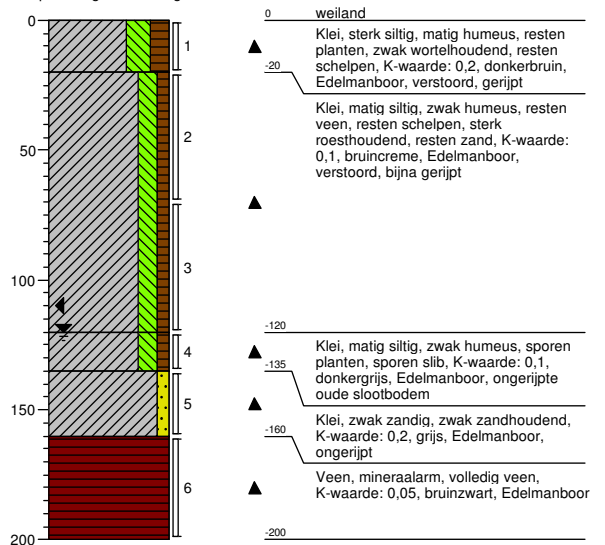 0
50
100
150
200
1
2
3
4
5
6
0 weiland
Klei, sterk siltig, matig humeus, resten
planten, zwak wortelhoudend, resten
schelpen, K-waarde: 0,2, donkerbruin,
Edelmanboor, verstoord, gerijpt
-20
Klei, matig siltig, zwak humeus, resten
veen, resten schelpen, sterk
roesthoudend, resten zand, K-waarde:
0,1, bruincreme, Edelmanboor,
verstoord, bijna gerijpt
-120
Klei, matig siltig, zwak humeus, sporen
planten, sporen slib, K-waarde: 0,1,
donkergrijs, Edelmanboor, ongerijpte
oude slootbodem
-135
Klei, zwak zandig, zwak zandhoudend,
K-waarde: 0,2, grijs, Edelmanboor,
ongerijpt
-160
Veen, mineraalarm, volledig veen,
K-waarde: 0,05, bruinzwart, Edelmanboor
-200